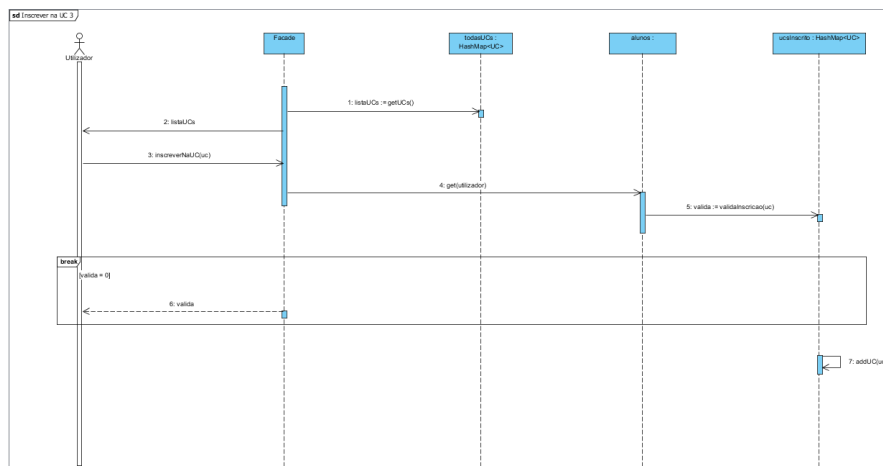 sd Inscrever na UC 3
Utilizador
Facade
todasUCs :
HashMap<UC>
alunos :
ucsInscrito : HashMap<UC>
1: listaUCs := getUCs()
2: listaUCs
3: inscreverNaUC(uc)
4: get(utilizador)
5: valida := validaInscricao(uc)
break
[valida = 0]
6: valida
7: addUC(uc